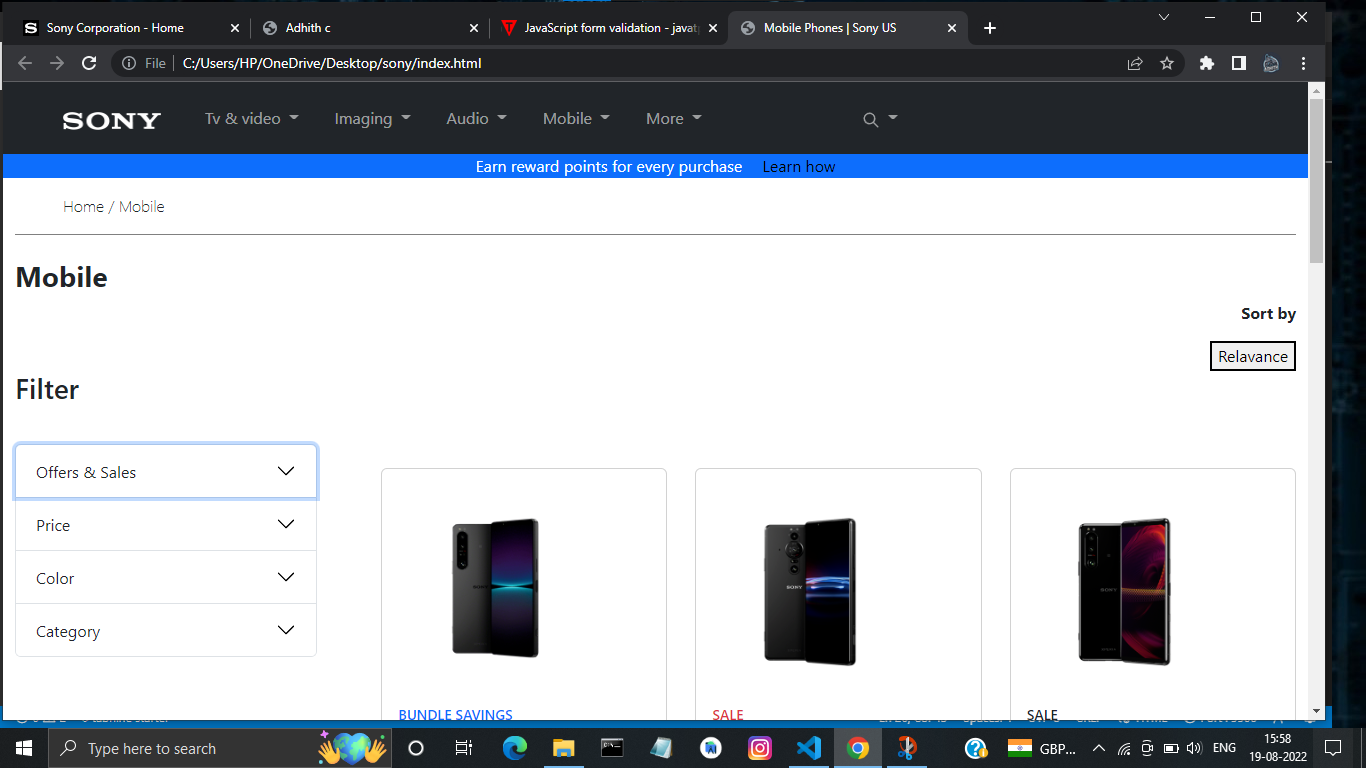 Sony Corporation - Home
Adhith c
JavaScript form validation - javatp
Mobile Phones | Sony US
File
C:/Users/HP/OneDrive/Desktop/sony/index.html
SONY
Tv & video
Imaging
Audio
Mobile
More
Earn reward points for every purchase Learn how
Home / Mobile
Mobile
Sort by
Relavance
Filter
Offers & Sales
Price
Color
Category
SONY
BUNDLE SAVINGS
SALE
SALE
Type here to search
GBP...
ENG
15:58
19-08-2022